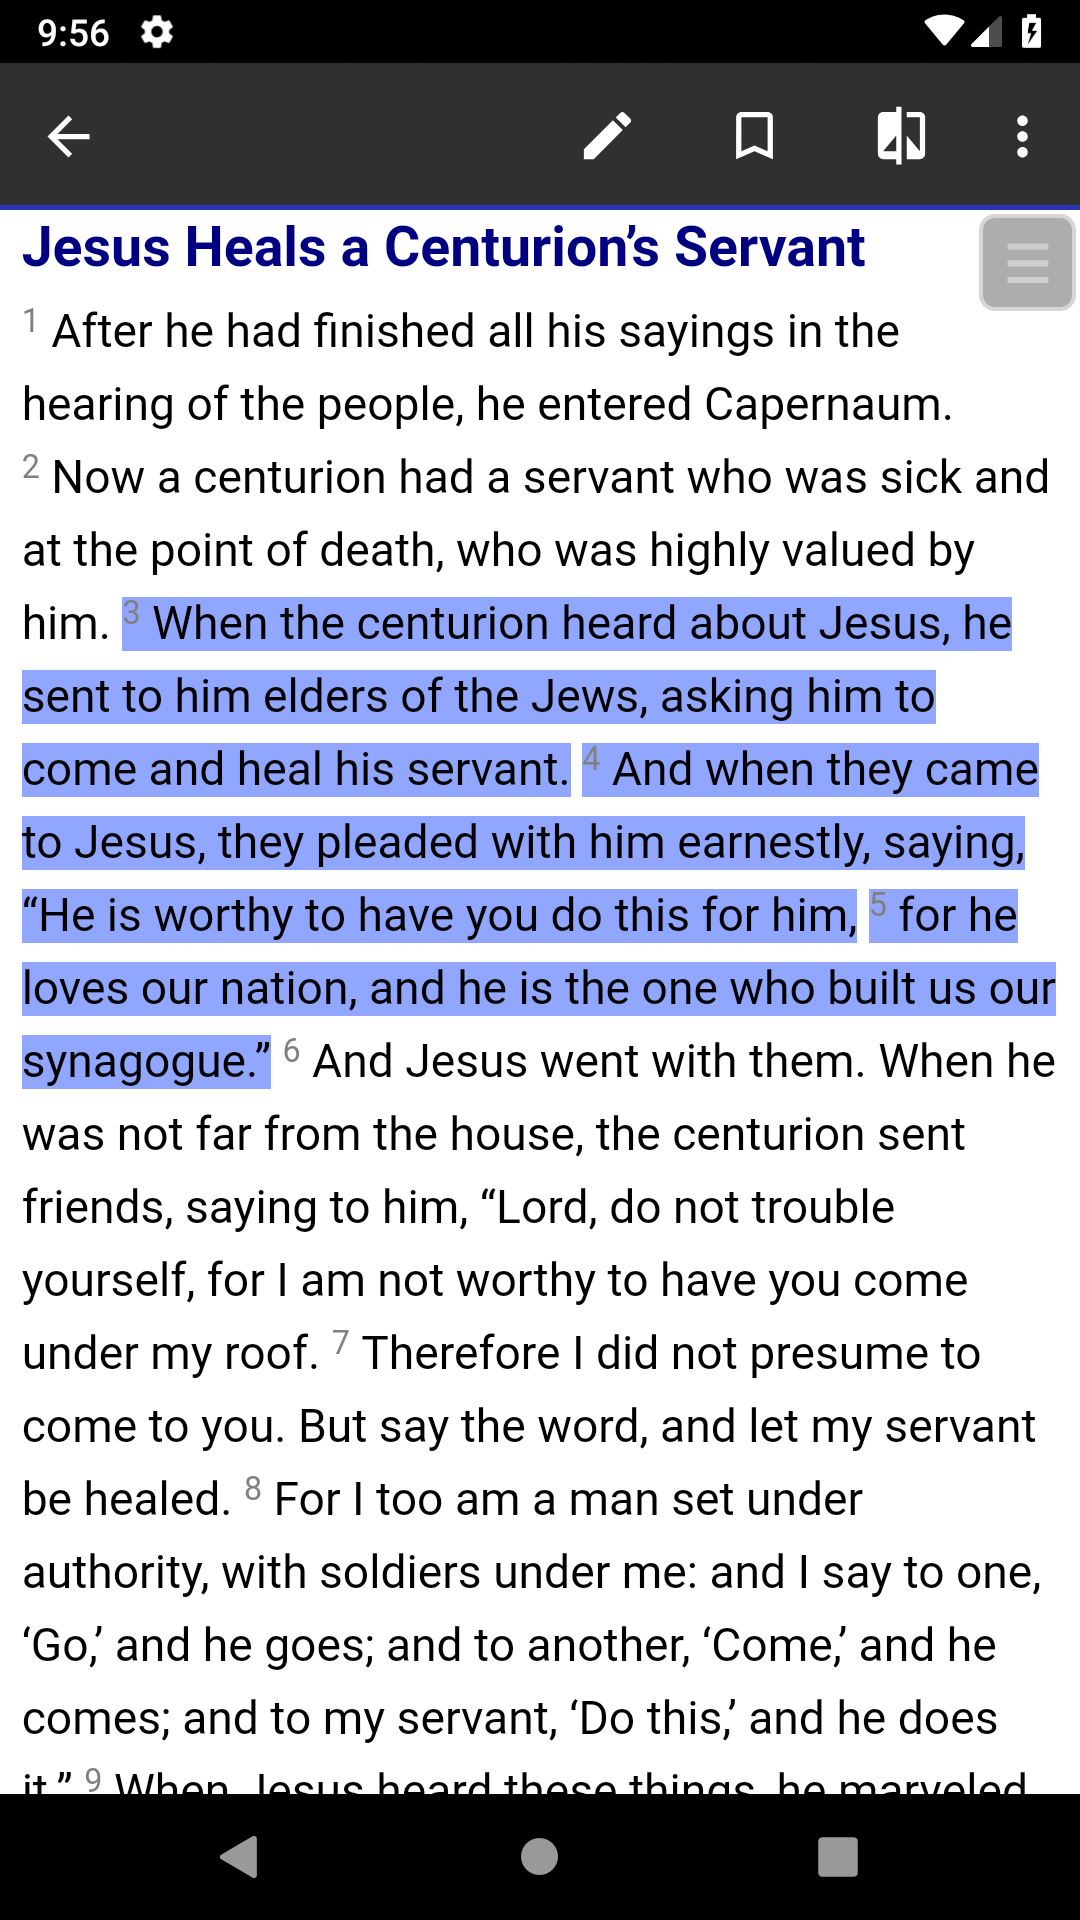 9:56
Jesus Heals a Centurion’s Servant
1 After he had finished all his sayings in the
hearing of the people, he entered Capernaum.
2 Now a centurion had a servant who was sick and
at the point of death, who was highly valued by
him. 3 When the centurion heard about Jesus, he
sent to him elders of the Jews, asking him to
come and heal his servant. 4 And when they came
to Jesus, they pleaded with him earnestly, saying,
“He is worthy to have you do this for him, 5 for he
loves our nation, and he is the one who built us our
synagogue.” 6 And Jesus went with them. When he
was not far from the house, the centurion sent
friends, saying to him, “Lord, do not trouble
yourself, for I am not worthy to have you come
under my roof. 7 Therefore I did not presume to
come to you. But say the word, and let my servant
be healed. 8 For I too am a man set under
authority, with soldiers under me: and I say to one,
‘Go,’ and he goes; and to another, ‘Come,’ and he
comes; and to my servant, ‘Do this,’ and he does
it.” 9 When Jesus heard these things, he marveled